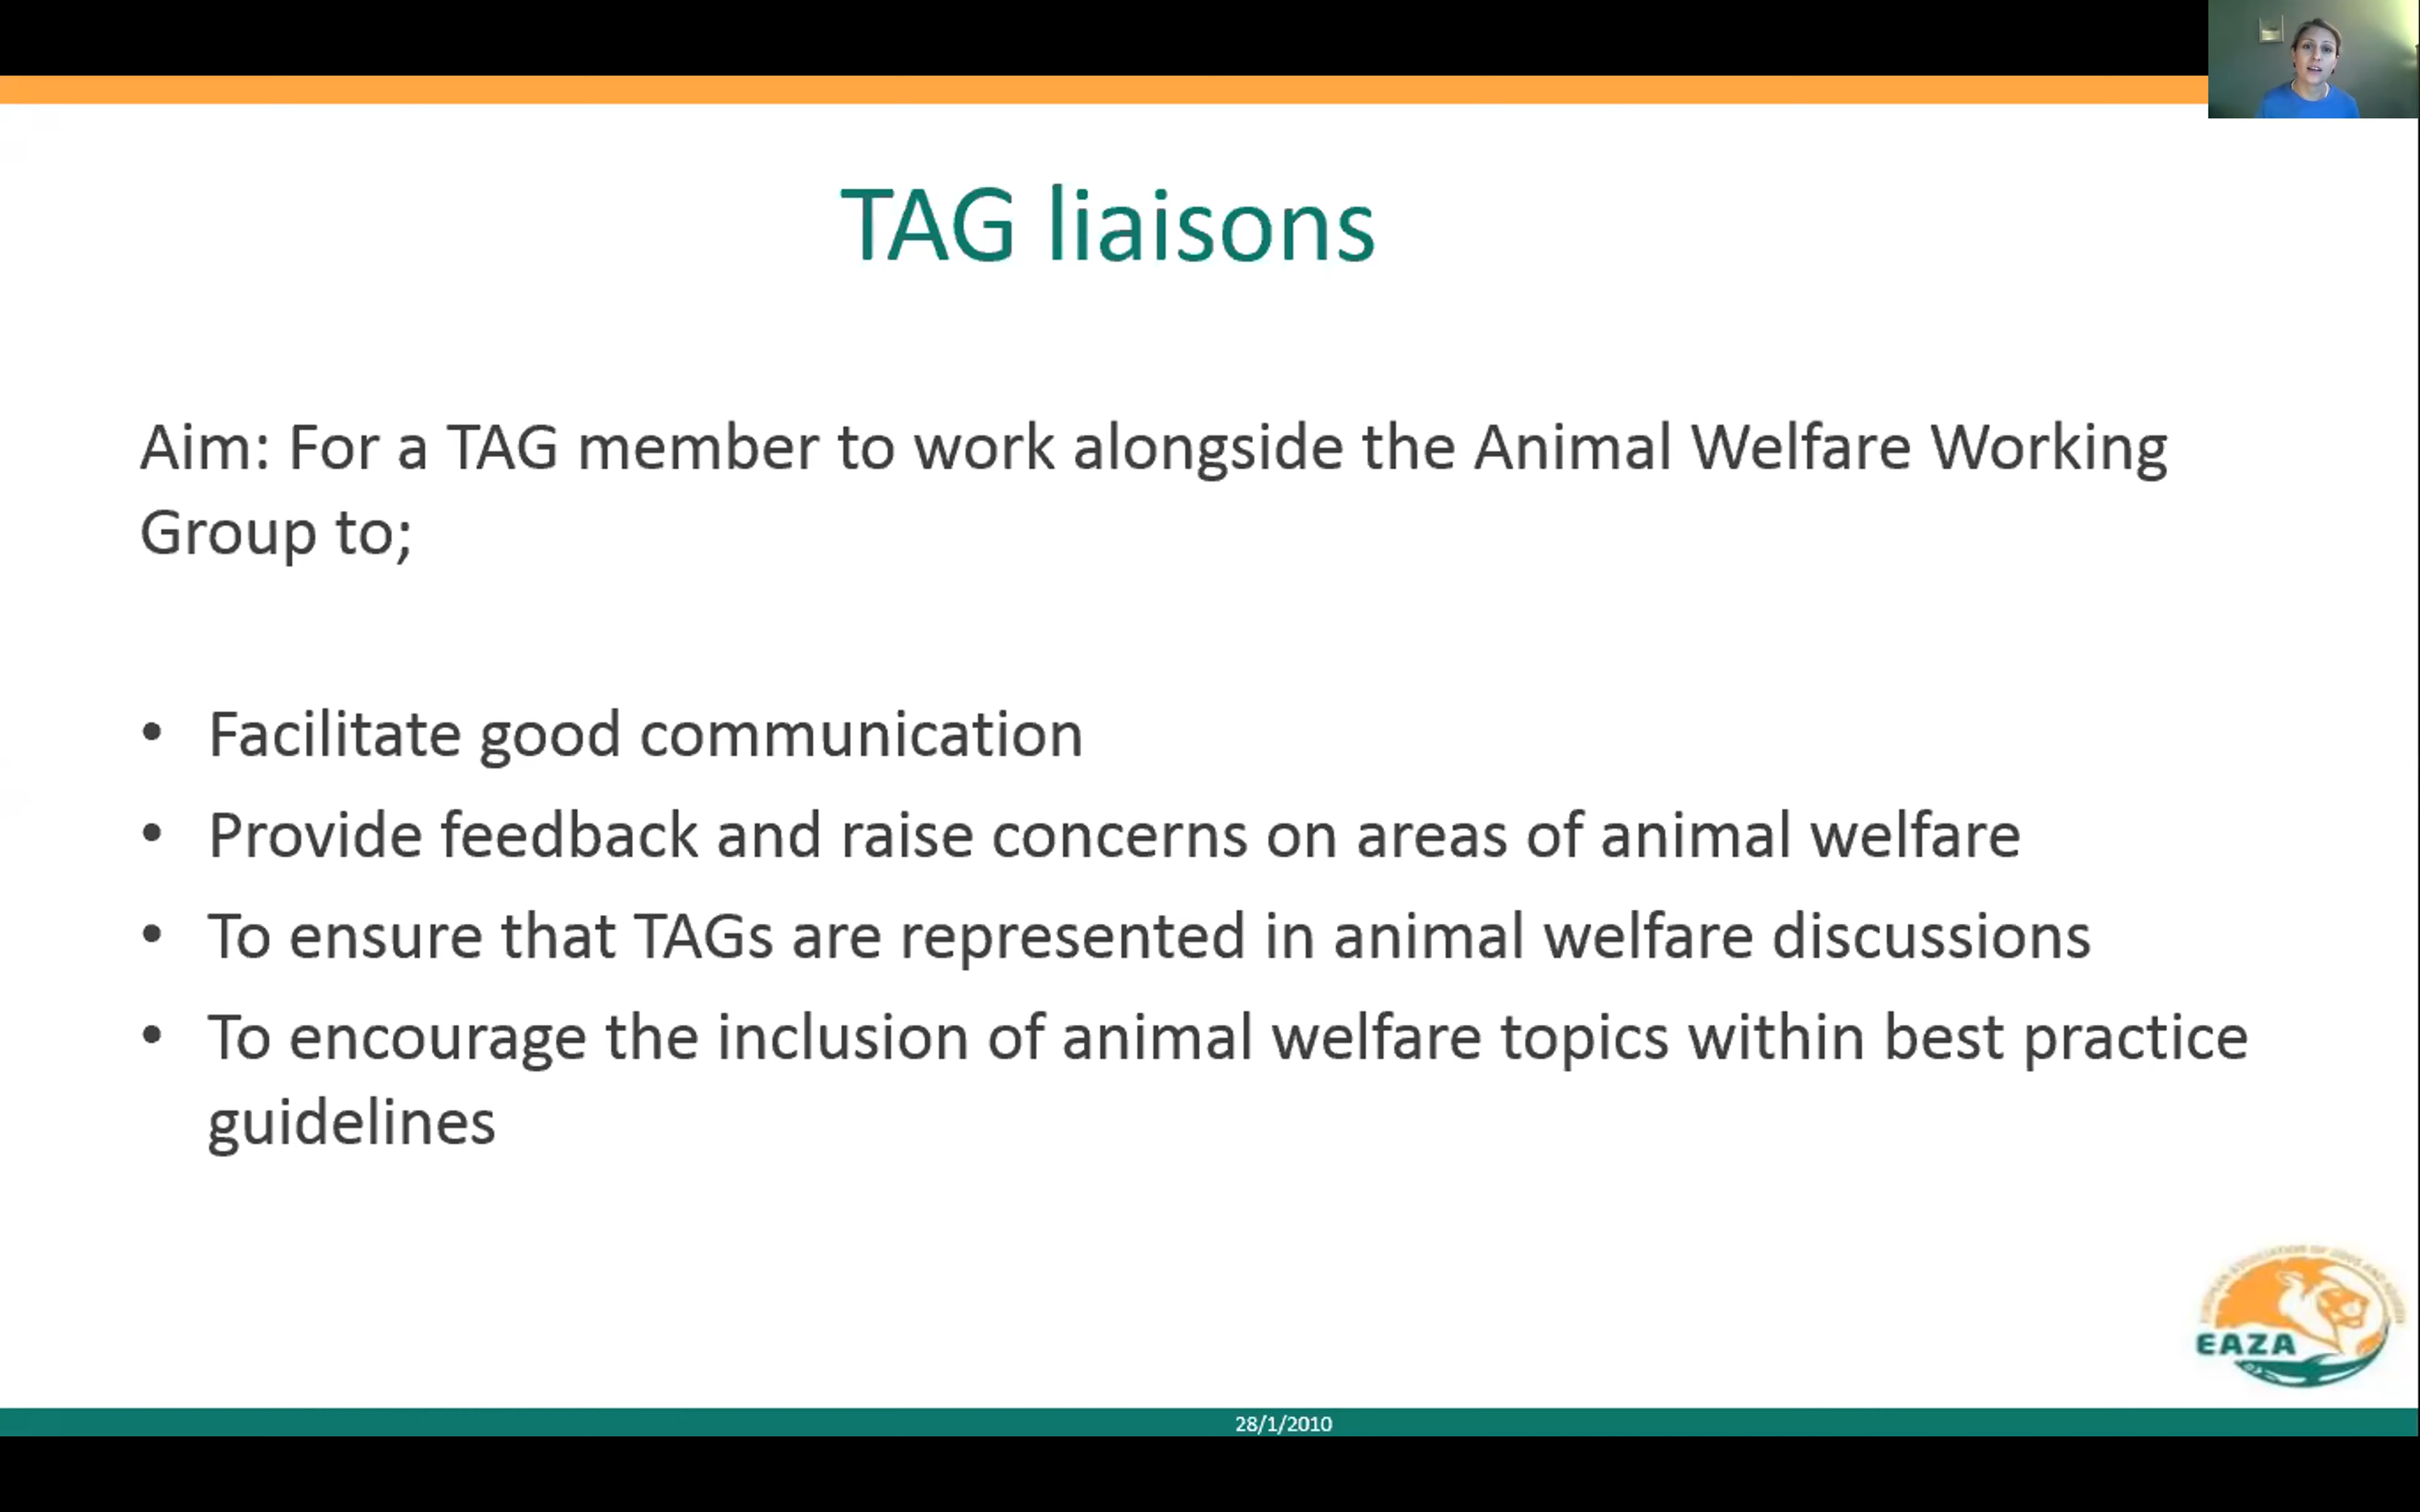 TAG liaisons
Aim: For a TAG member to work alongside the Animal Welfare Working
Group to;
• Facilitate good communication
• Provide feedback and raise concerns on areas of animal welfare
• To ensure that TAGs are represented in animal welfare discussions
• To encourage the inclusion of animal welfare topics within best practice
guidelines
EAZA
28/1/2010